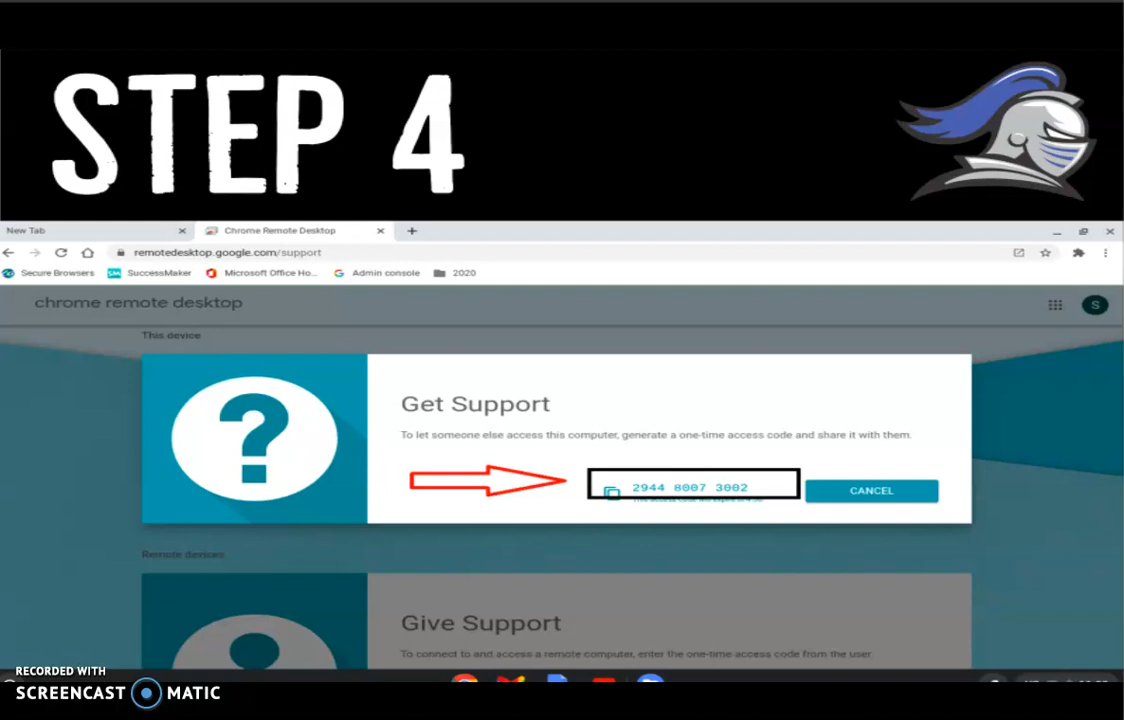 STEP 4
New Tab
Chrome Remote Desktop
remotedesktop.google.com/support
Secure Browsers
SuccessMaker
Microsoft Office Ho...
Admin console
2020
chrome remote desktop
S
This device
Get Support
To let someone else access this computer, generate a one-time access code and share it with them.
2944 8007 3002
CANCEL
Remote devices
Give Support
To connect to and access a remote computer, enter the one-time access code from the user.
RECORDED WITH
SCREENCAST MATIC